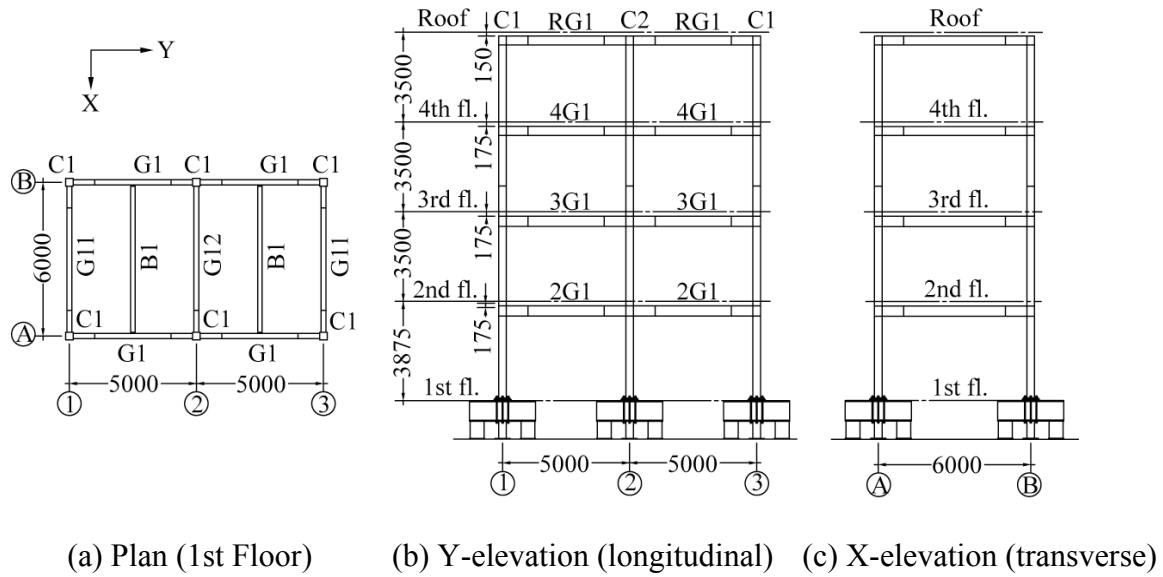 Y
X
C1 G1 C1 G1 C1
B
6000
G11 B1 G12 B1 G11
C1 C1 C1
A
G1 G1
5000 5000
1 2 3
(a) Plan (1st Floor)
Roof C1 RG1 C2 RG1 C1
150
3500
4th fl. 4G1 4G1
175
3500
3rd fl. 3G1 3G1
175
3500
2nd fl. 2G1 2G1
175
3875
1st fl.
5000 5000
1 2 3
(b) Y-elevation (longitudinal)
Roof
4th fl.
3rd fl.
2nd fl.
1st fl.
6000
A B
(c) X-elevation (transverse)